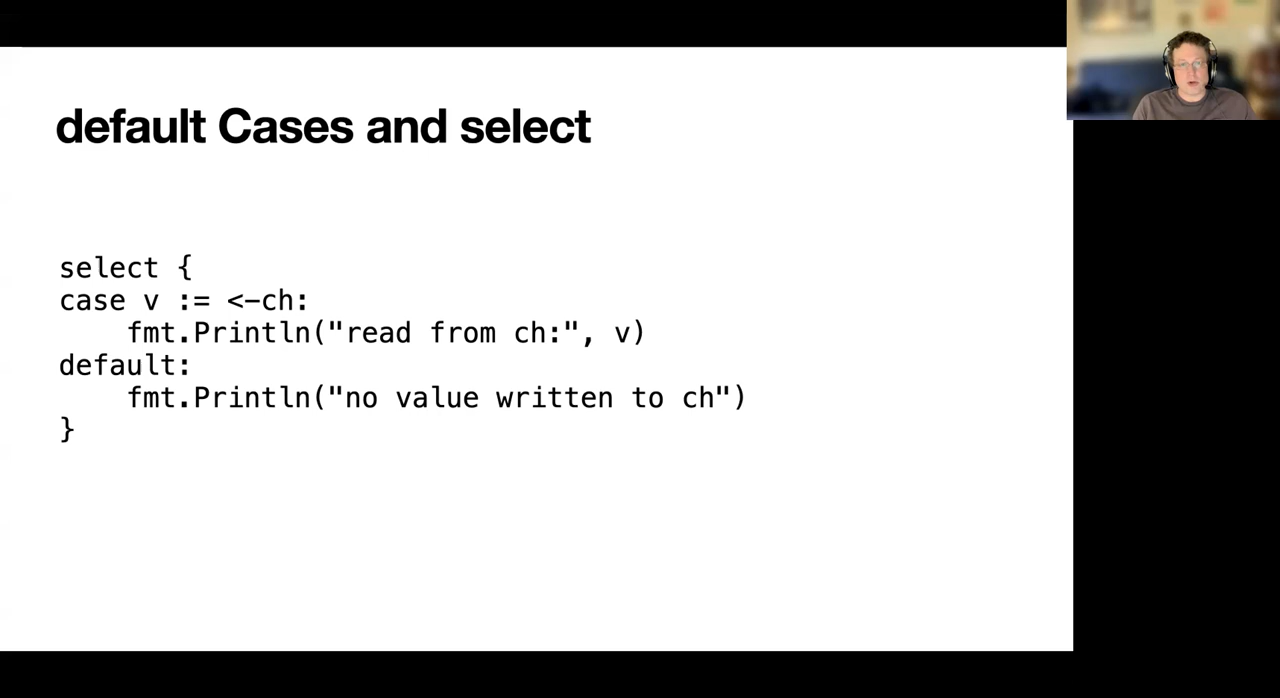 default Cases and select
select {
case v := <-ch:
    fmt.Println("read from ch:", v)
default:
    fmt.Println("no value written to ch")
}